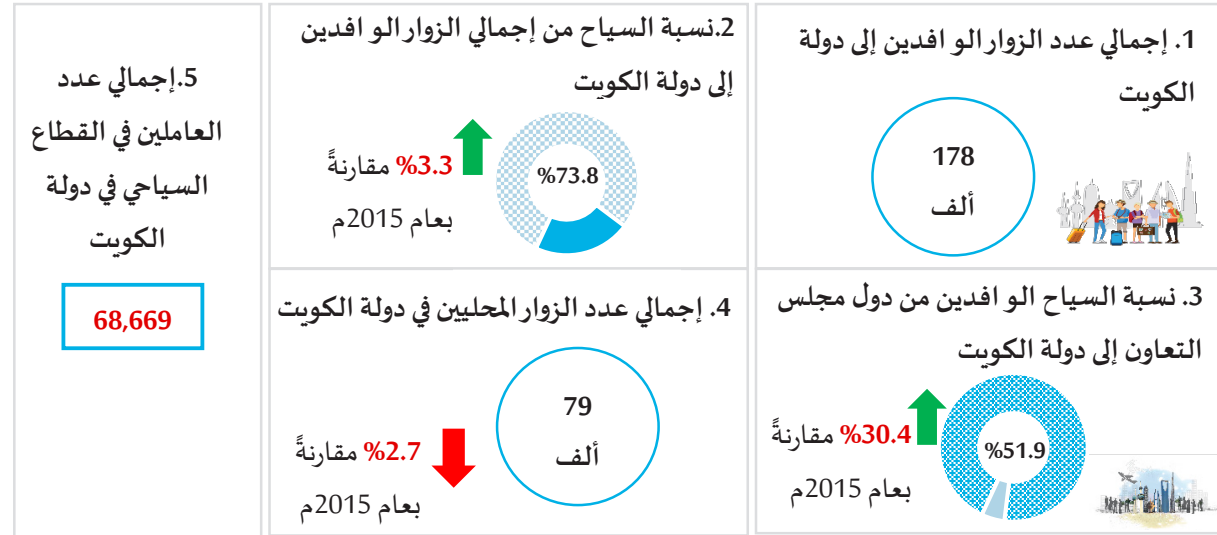 1. إجمالي عدد الزوار الو افدين إلى دولة
الكويت
178
ألف
2.نسبة السياح من إجمالي الزوار الو افدين
إلى دولة الكويت
%73.8
%3.3 مقارنةً
بعام 2015م
3. نسبة السياح الو افدين من دول مجلس
التعاون إلى دولة الكويت
%51.9
%30.4 مقارنةً
بعام 2015م
4. إجمالي عدد الزوار المحليين في دولة الكويت
79
ألف
%2.7 مقارنةً
بعام 2015م
5.إجمالي عدد
العاملين في القطاع
السياحي في دولة
الكويت
68,669